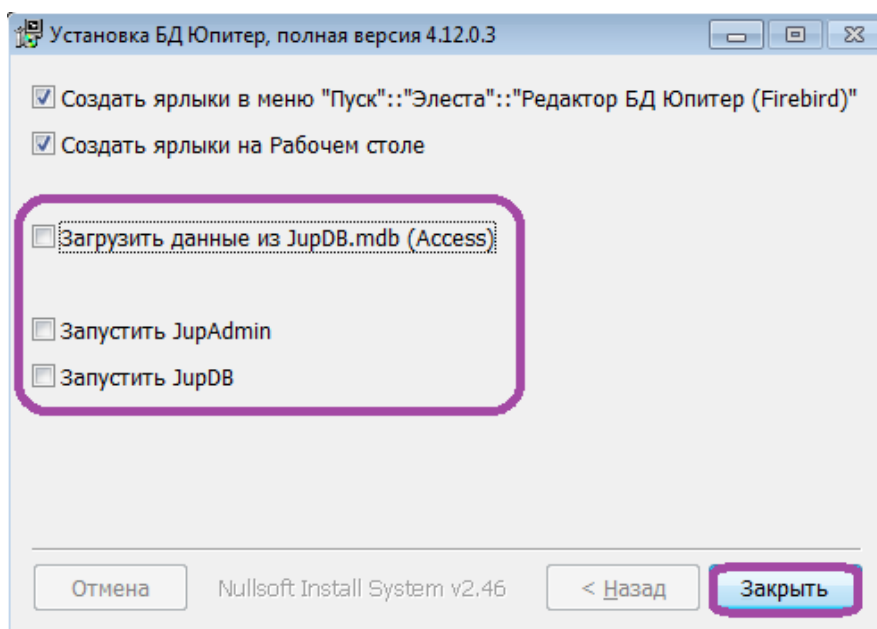 Установка БД Юпитер, полная версия 4.12.0.3
Создать ярлыки в меню "Пуск"::"Элеста"::"Редактор БД Юпитер (Firebird)"
Создать ярлыки на Рабочем столе
Загрузить данные из JupDB.mdb (Access)
Запустить JupAdmin
Запустить JupDB
Отмена Nullsoft Install System v2.46 < Назад Закрыть